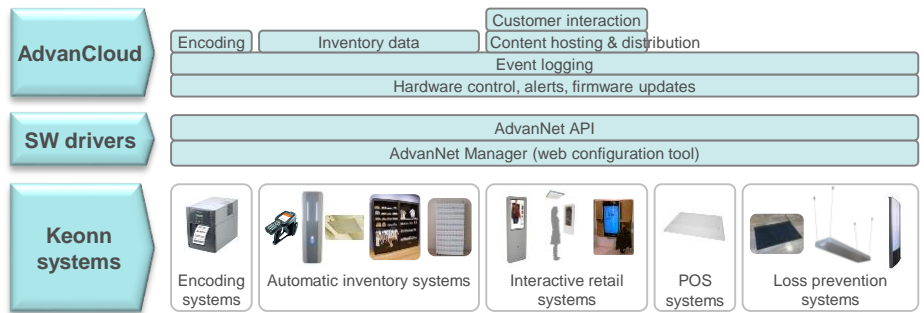 AdvanCloud
Customer interaction
Encoding
Inventory data
Content hosting & distribution
Event logging
Hardware control, alerts, firmware updates
SW drivers
AdvanNet API
AdvanNet Manager (web configuration tool)
Keonn
systems
Encoding
systems
Automatic inventory systems
Interactive retail
systems
POS
systems
Loss prevention
systems